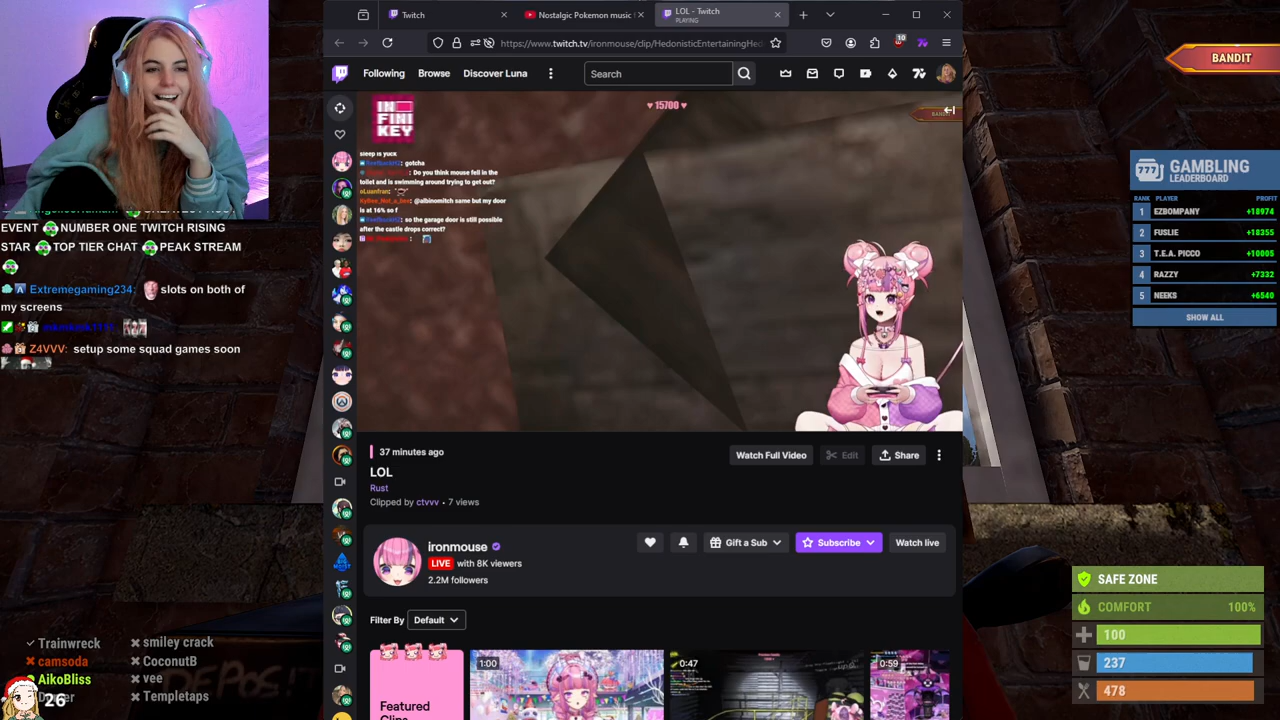 EVENT NUMBER ONE TWITCH RISING
STAR TOP TIER CHAT PEAK STREAM
Extremegaming234: slots on both of
my screens
Z4VVV: setup some squad games soon
Trainwreck
camsoda
AikoBliss
26
smiley crack
CoconutB
vee
Templetaps
Twitch
Nostalgic Pokemon music
LOL - Twitch
PLAYING
https://www.twitch.tv/ironmouse/clip/HedonisticEntertainingHed
10
Following
Browse
Discover Luna
Search
IN
FINI
KEY
15700
sleep is yuck
gotcha
Do you think mouse fell in the
toilet and is swimming around trying to get out?
oLuanfran:
KyBee_Not_a_Bee: @albinomitch same but my door
is at 16% so f
so the garage door is still possible
after the castle drops correct?
37 minutes ago
LOL
Rust
Clipped by ctvvv • 7 views
Watch Full Video
Edit
Share
ironmouse
LIVE with 8K viewers
2.2M followers
Gift a Sub
Subscribe
Watch live
Filter By
Default
Featured
Clips
1:00
0:47
0:59
BANDIT
GAMBLING
LEADERBOARD
RANK PLAYER PROFIT
1 EZBOMPANY +18974
2 FUSLIE +18355
3 T.E.A. PICCO +10005
4 RAZZY +7332
5 NEEKS +6540
SHOW ALL
SAFE ZONE
COMFORT 100%
100
237
478